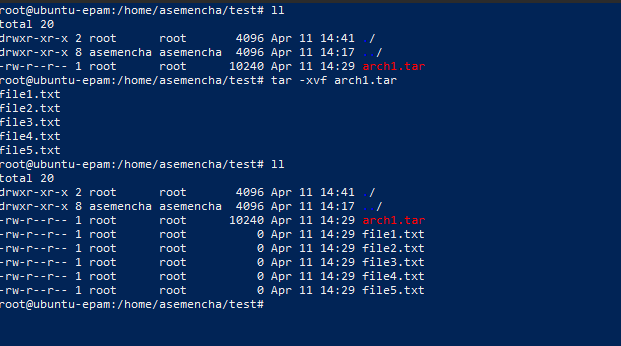 root@ubuntu-epam:/home/asemencha/test# ll
total 20
drwxr-xr-x 2 root      root       4096 Apr 11 14:41  /
drwxr-xr-x 8 asemencha asemencha  4096 Apr 11 14:17   /
-rw-r--r-- 1 root      root      10240 Apr 11 14:29 arch1.tar
root@ubuntu-epam:/home/asemencha/test# tar -xvf arch1.tar
file1.txt
file2.txt
file3.txt
file4.txt
file5.txt
root@ubuntu-epam:/home/asemencha/test# ll
total 20
drwxr-xr-x 2 root      root       4096 Apr 11 14:41  /
drwxr-xr-x 8 asemencha asemencha  4096 Apr 11 14:17   /
-rw-r--r-- 1 root      root      10240 Apr 11 14:29 arch1.tar
-rw-r--r-- 1 root      root          0 Apr 11 14:29 file1.txt
-rw-r--r-- 1 root      root          0 Apr 11 14:29 file2.txt
-rw-r--r-- 1 root      root          0 Apr 11 14:29 file3.txt
-rw-r--r-- 1 root      root          0 Apr 11 14:29 file4.txt
-rw-r--r-- 1 root      root          0 Apr 11 14:29 file5.txt
root@ubuntu-epam:/home/asemencha/test#